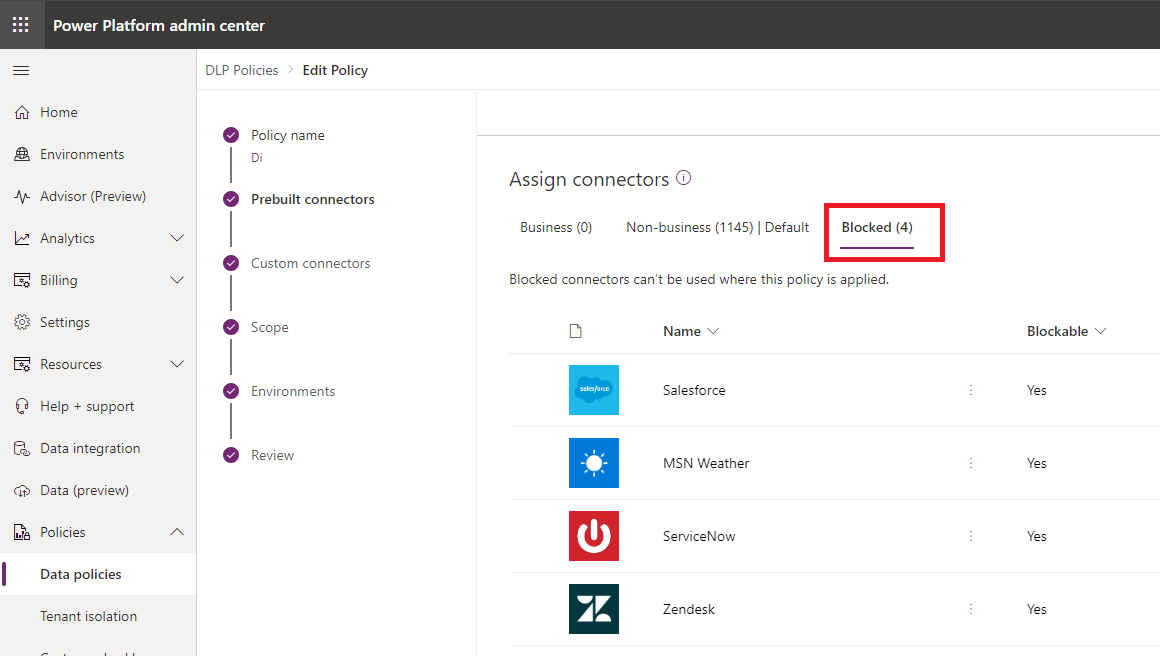 Power Platform admin center
DLP Policies > Edit Policy
Home
Environments
Advisor (Preview)
Analytics
Billing
Settings
Resources
Help + support
Data integration
Data (preview)
Policies
Data policies
Tenant isolation
Policy name
Di
Prebuilt connectors
Custom connectors
Scope
Environments
Review
Assign connectors
Business (0) Non-business (1145) | Default Blocked (4)
Blocked connectors can't be used where this policy is applied.
Name Blockable
salesforce Salesforce Yes
MSN Weather Yes
ServiceNow Yes
Zendesk Yes